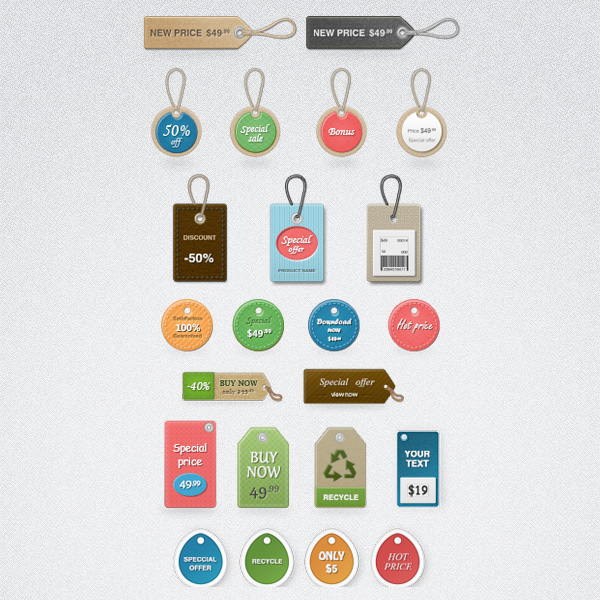 NEW PRICE $49.99
NEW PRICE $49.99
50%
off
Special
sale
Bonus
Price $49.99
Special offer
DISCOUNT
-50%
Special
offer
PRODUCT NAME
Satisfaction
100%
Guaranteed
Special
$49.99
Download
now
Hot price
-40%
BUY NOW
only
Special offer
view now
Special
price
49.99
BUY
NOW
49.99
RECYCLE
YOUR
TEXT
$19
SPECCIAL
OFFER
RECYCLE
ONLY
$5
HOT
PRICE